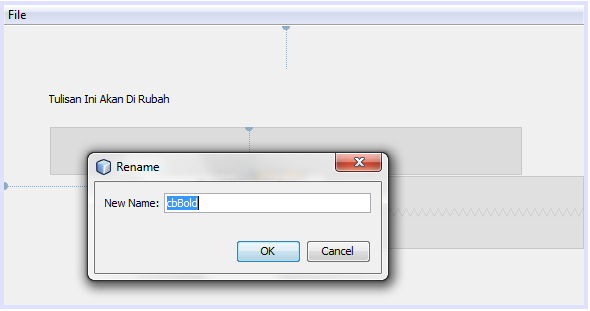 File
Tulisan Ini Akan Di Rubah
Rename
New Name: cbBold
OK Cancel